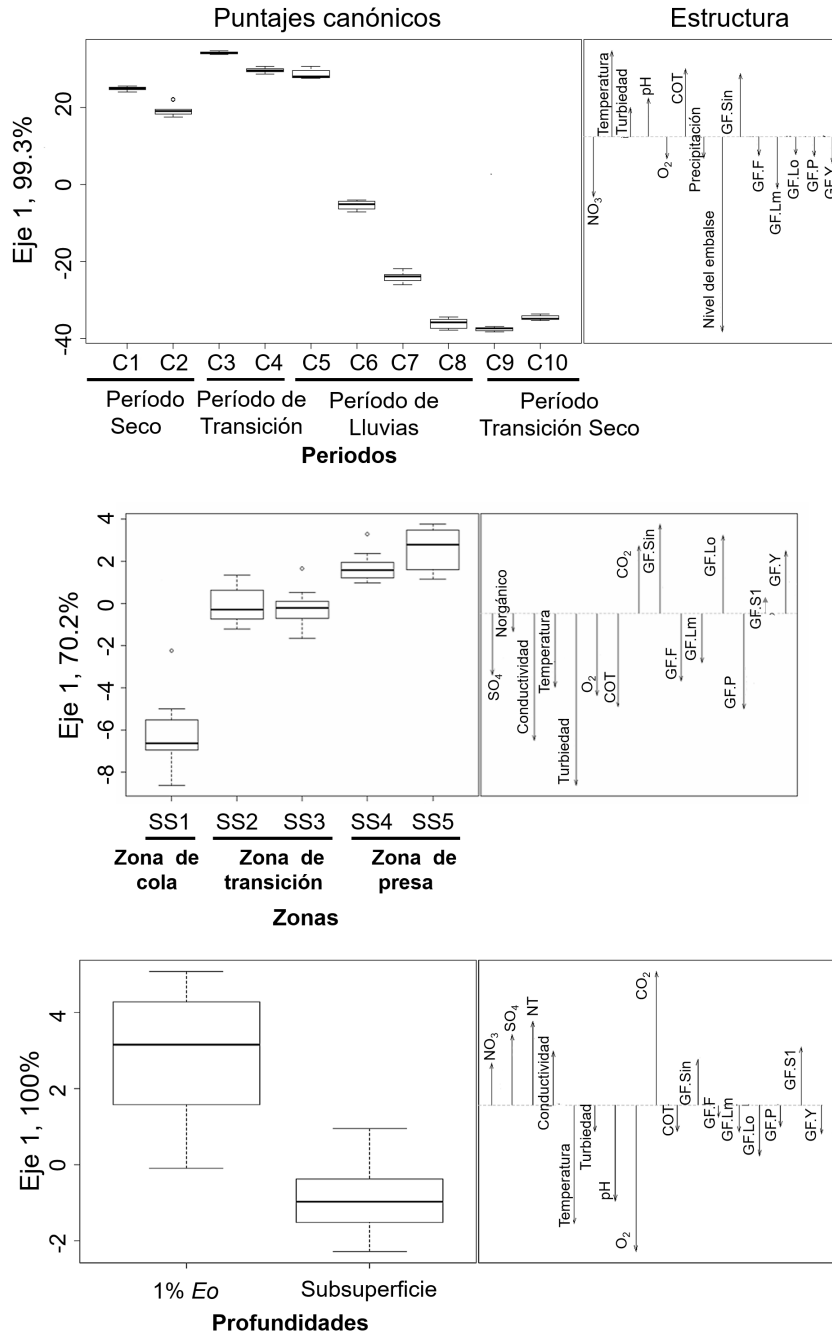 Puntajes canónicos
Estructura
Eje 1, 99.3%
20
0
-20
-40
C1 C2 C3 C4 C5 C6 C7 C8 C9 C10
Período Seco
Período de Transición
Período de Lluvias
Período Transición Seco
Periodos
NO3
Temperatura
Turbiedad
pH
O2
COT
Precipitación
Nivel del embalse
GF.Sin
GF.F
GF.Lm
GF.Lo
GF.P
GF.Y
Eje 1, 70.2%
4
2
0
-2
-4
-6
-8
SS1 SS2 SS3 SS4 SS5
Zona de cola
Zona de transición
Zona de presa
Zonas
SO4
Norgánico
Conductividad
Temperatura
Turbiedad
O2
COT
CO2
GF.Sin
GF.F
GF.Lm
GF.Lo
GF.P
GF.S1
GF.Y
Eje 1, 100%
4
2
0
-2
1% Eo
Subsuperficie
Profundidades
NO3
SO4
NT
Conductividad
Temperatura
Turbiedad
pH
O2
CO2
COT
GF.Sin
GF.F
GF.Lm
GF.Lo
GF.P
GF.S1
GF.Y